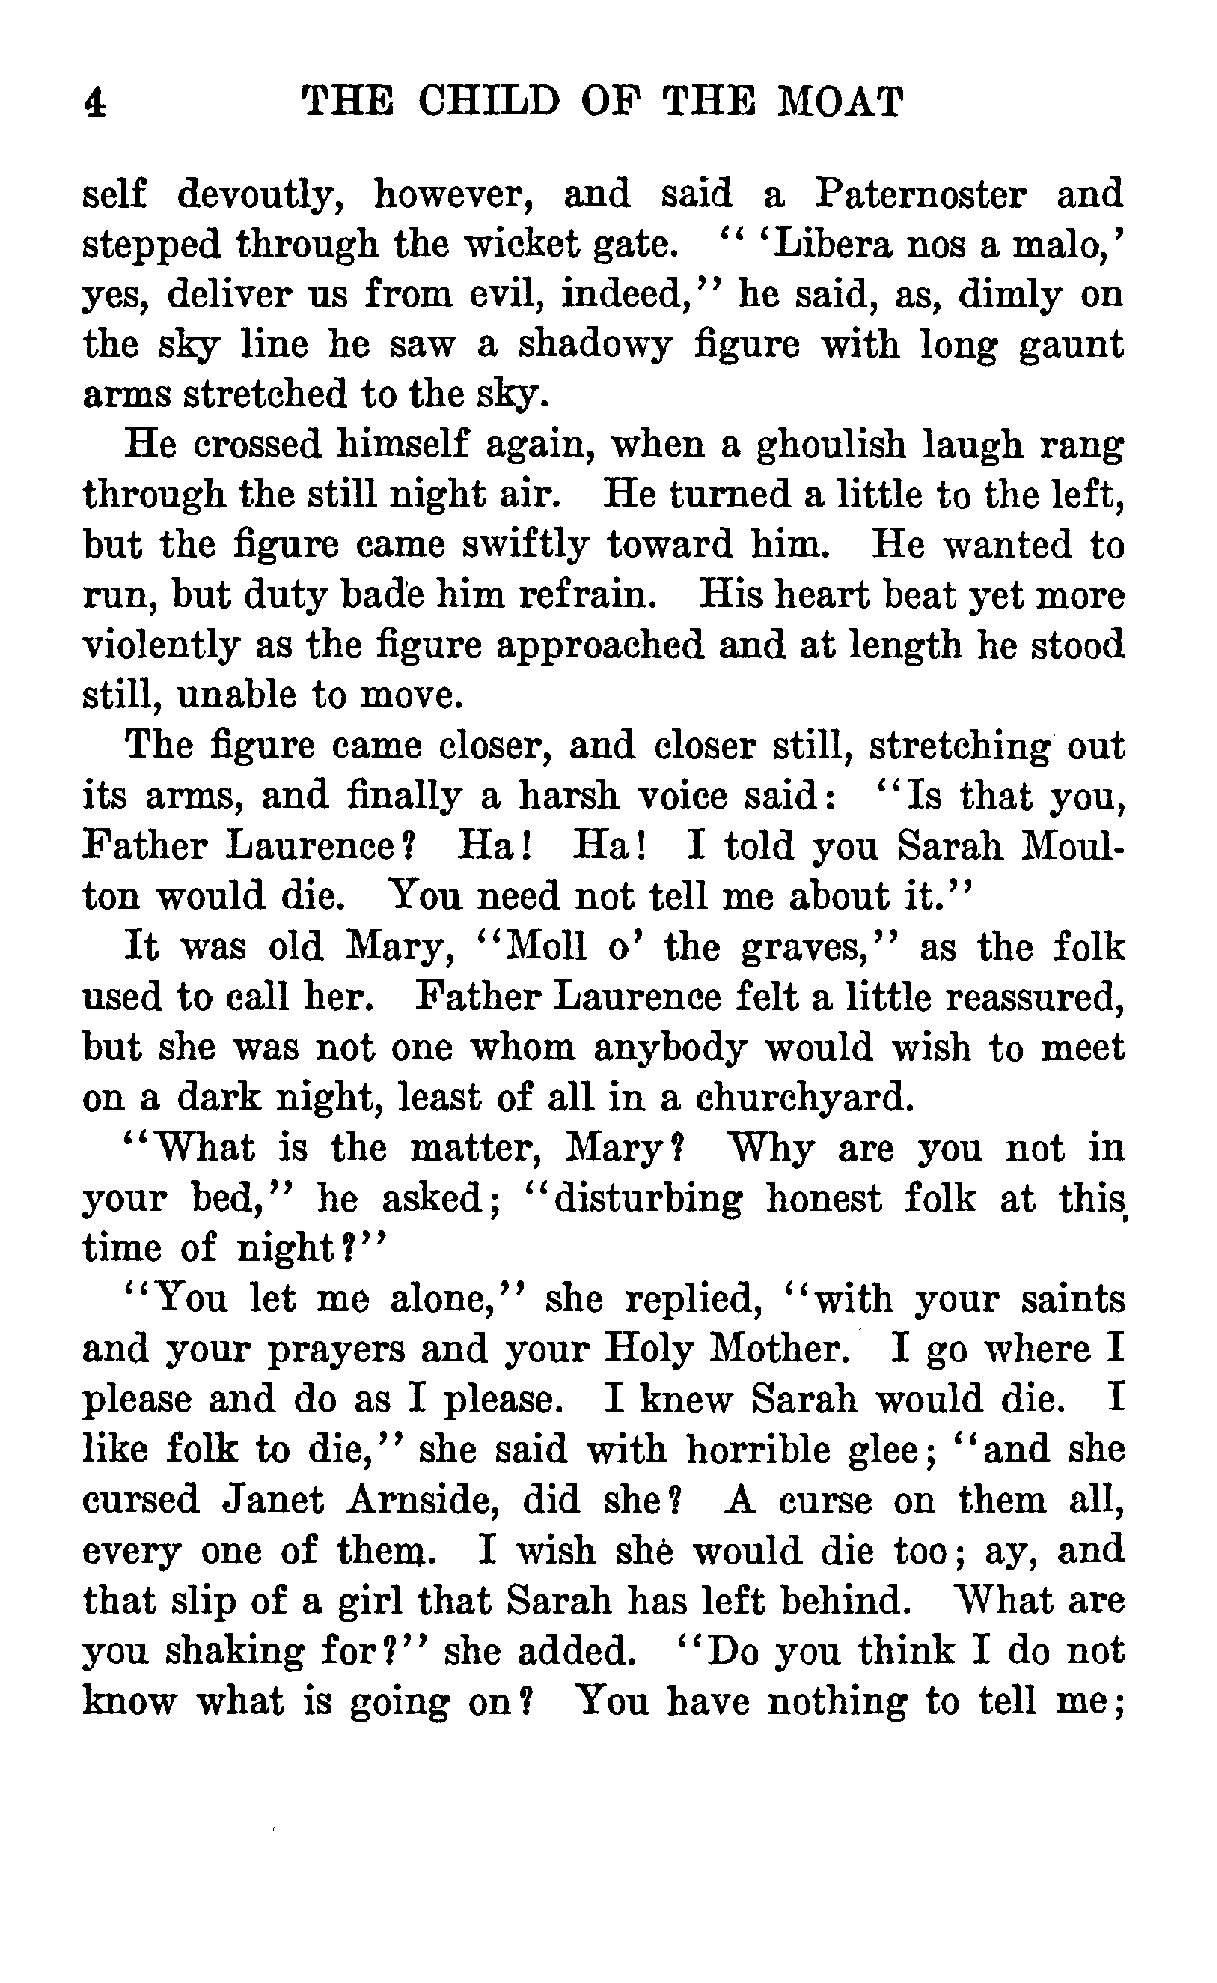 4 THE CHILD OF THE MOAT
self devoutly, however, and said a Paternoster and
stepped through the wicket gate. " 'Libera nos a malo,'
yes, deliver us from evil, indeed," he said, as, dimly on
the sky line he saw a shadowy figure with long gaunt
arms stretched to the sky.
He crossed himself again, when a ghoulish laugh rang
through the still night air. He turned a little to the left,
but the figure came swiftly toward him. He wanted to
run, but duty bade him refrain. His heart beat yet more
violently as the figure approached and at length he stood
still, unable to move.
The figure came closer, and closer still, stretching out
its arms, and finally a harsh voice said: "Is that you,
Father Laurence? Ha! Ha! I told you Sarah Moul-
ton would die. You need not tell me about it."
It was old Mary, "Moll o' the graves," as the folk
used to call her. Father Laurence felt a little reassured,
but she was not one whom anybody would wish to meet
on a dark night, least of all in a churchyard.
"What is the matter, Mary? Why are you not in
your bed," he asked; "disturbing honest folk at this
time of night?"
"You let me alone," she replied, "with your saints
and your prayers and your Holy Mother. I go where I
please and do as I please. I knew Sarah would die. I
like folk to die," she said with horrible glee; "and she
cursed Janet Arnside, did she? A curse on them all,
every one of them. I wish she would die too; ay, and
that slip of a girl that Sarah has left behind. What are
you shaking for?" she added. "Do you think I do not
know what is going on? You have nothing to tell me;